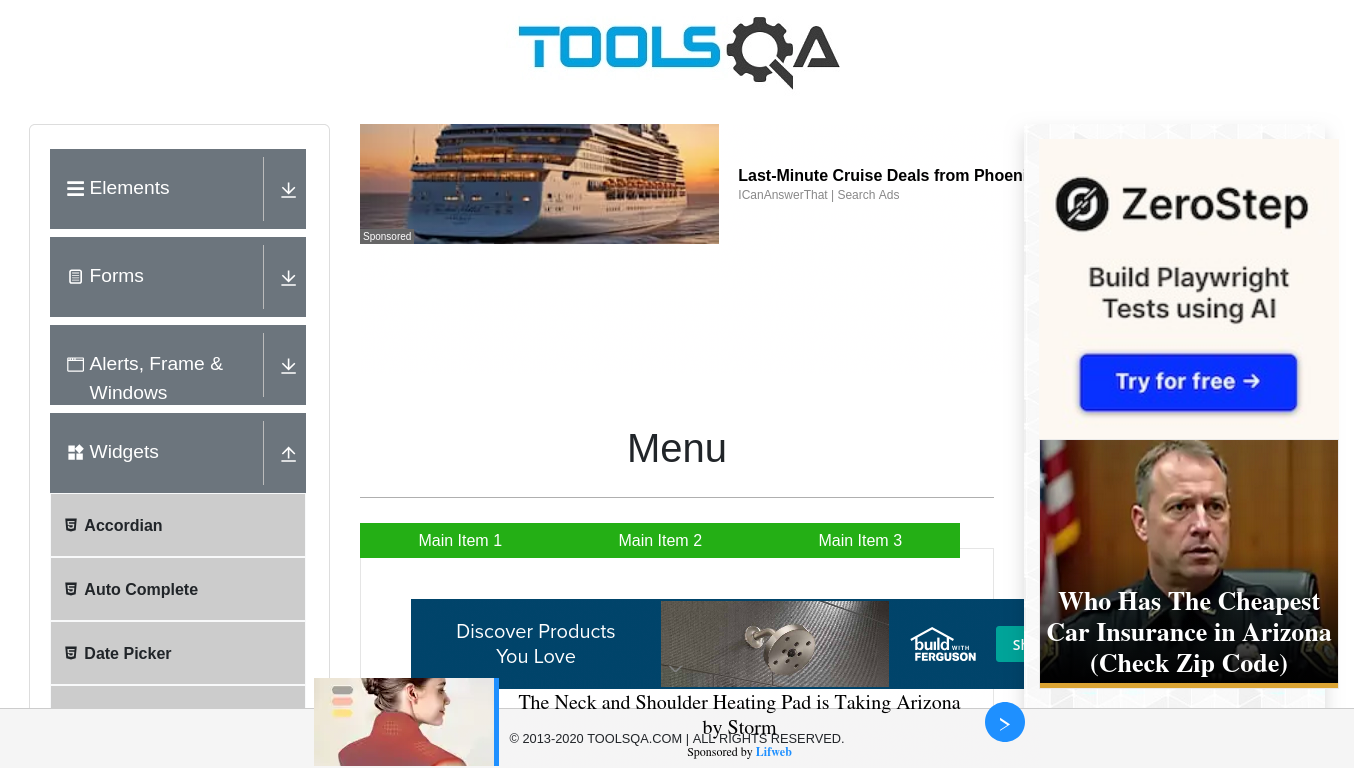 TOOLSQA
Elements
Forms
Alerts, Frame &
Windows
Widgets
Accordian
Auto Complete
Date Picker
Sponsored
Last-Minute Cruise Deals from Phoen
ICanAnswerThat | Search Ads
Menu
Main Item 1
Main Item 2
Main Item 3
Discover Products
You Love
build WITH
FERGUSON
Sh
ZeroStep
Build Playwright
Tests using AI
Try for free →
Who Has The Cheapest
Car Insurance in Arizona
(Check Zip Code)
The Neck and Shoulder Heating Pad is Taking Arizona
by Storm
© 2013-2020 TOOLSQA.COM | ALL RIGHTS RESERVED.
Sponsored by Lifweb